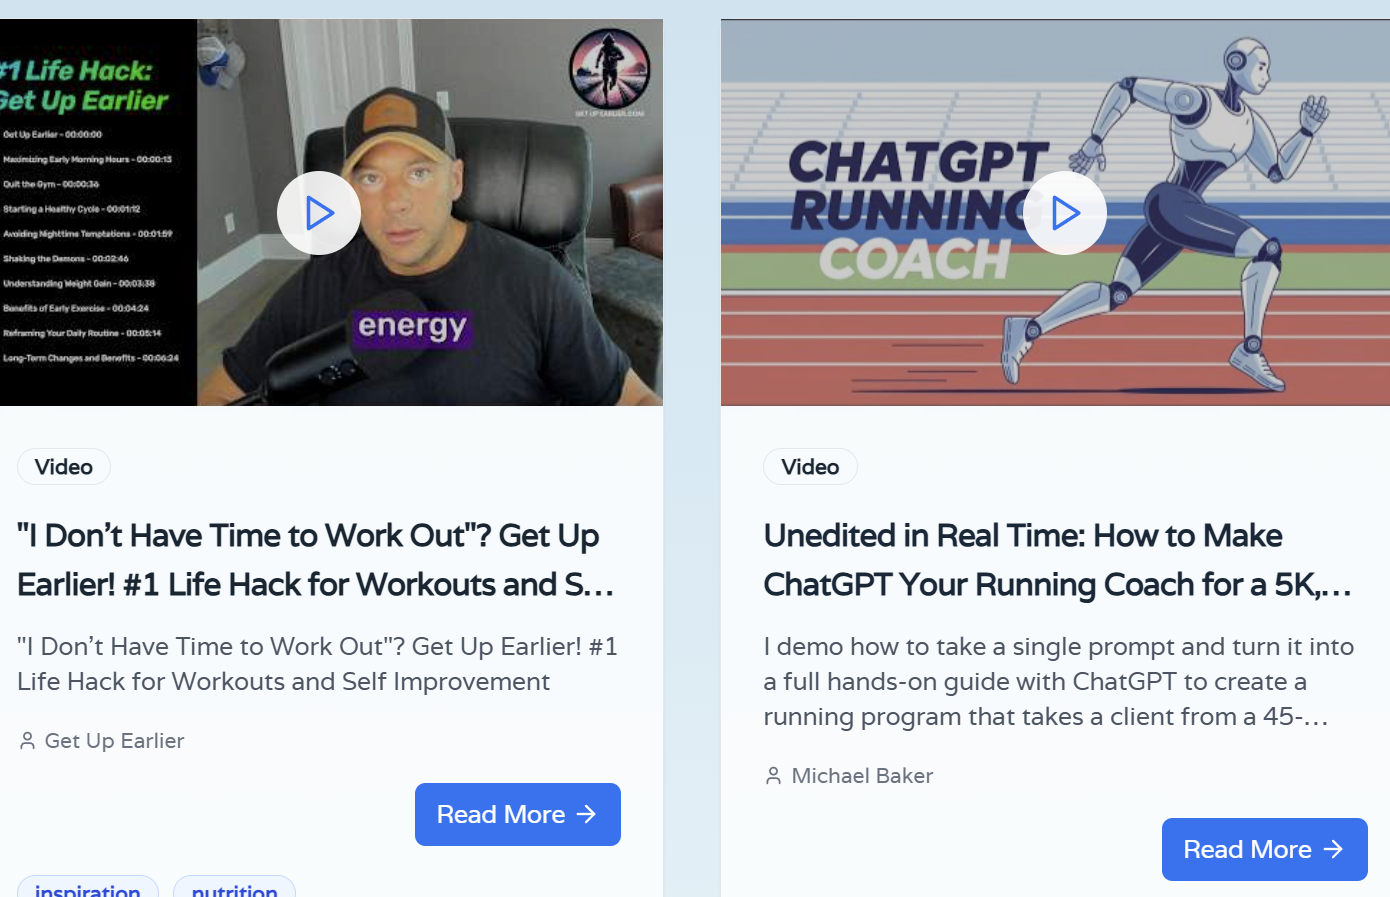 #1 Life Hack:
Get Up Earlier
Get Up Earlier - 00:00:00
Maximizing Early Morning Hours - 00:00:13
Quit the Gym - 00:00:36
Starting a Healthy Cycle - 00:01:12
Avoiding Nighttime Temptations - 00:01:59
Shaking the Demons - 00:02:46
Understanding Weight Gain - 00:03:38
Benefits of Early Exercise - 00:04:24
Reframing Your Daily Routine - 00:05:14
Long-Term Changes and Benefits - 00:06:24
GETUPEARLIER.COM
energy
Video
"I Don't Have Time to Work Out"? Get Up
Earlier! #1 Life Hack for Workouts and S...
"I Don't Have Time to Work Out"? Get Up Earlier! #1
Life Hack for Workouts and Self Improvement
Get Up Earlier
Read More
inspiration
nutrition
CHATGPT
RUNNING
COACH
Video
Unedited in Real Time: How to Make
ChatGPT Your Running Coach for a 5K,...
I demo how to take a single prompt and turn it into
a full hands-on guide with ChatGPT to create a
running program that takes a client from a 45-...
Michael Baker
Read More